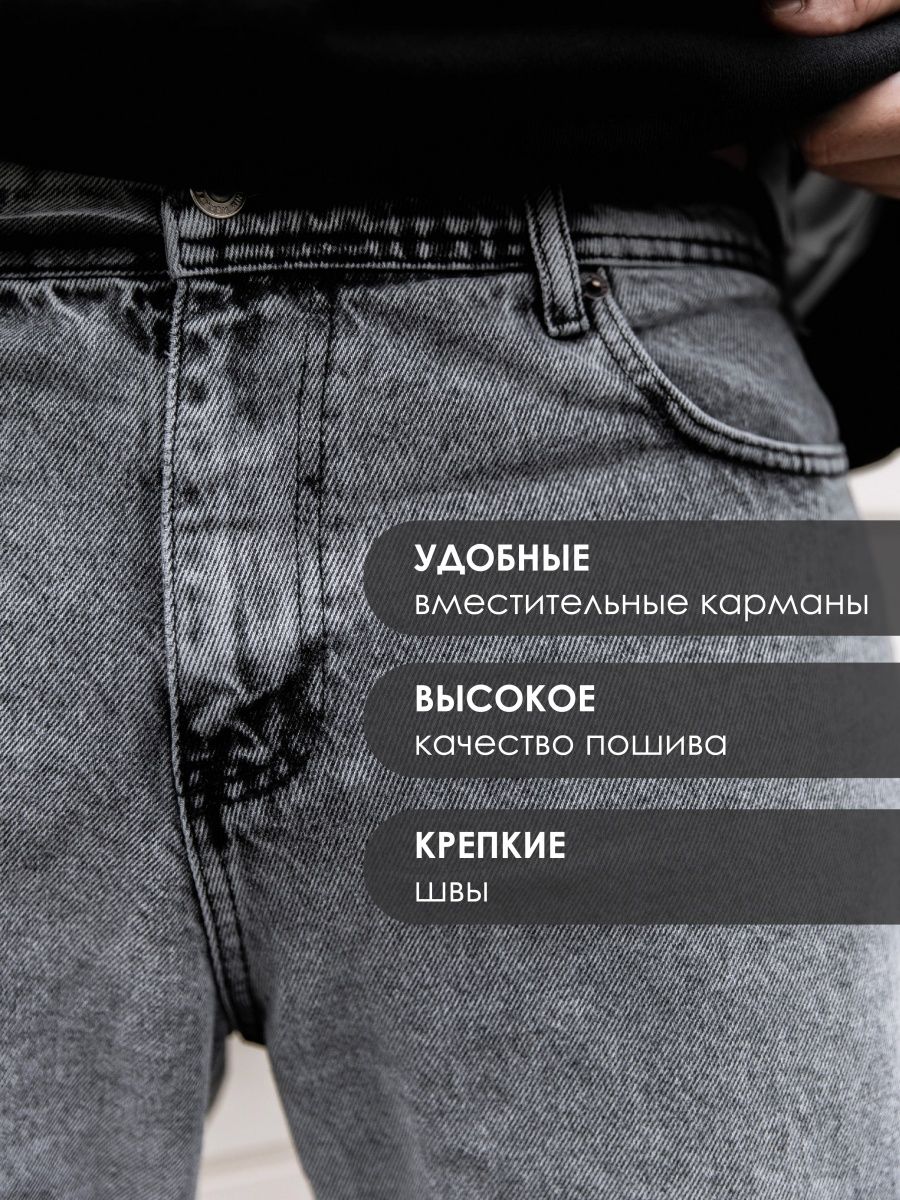 УДОБНЫЕ
вместительные карманы
ВЫСОКОЕ
качество пошива
КРЕПКИЕ
швы